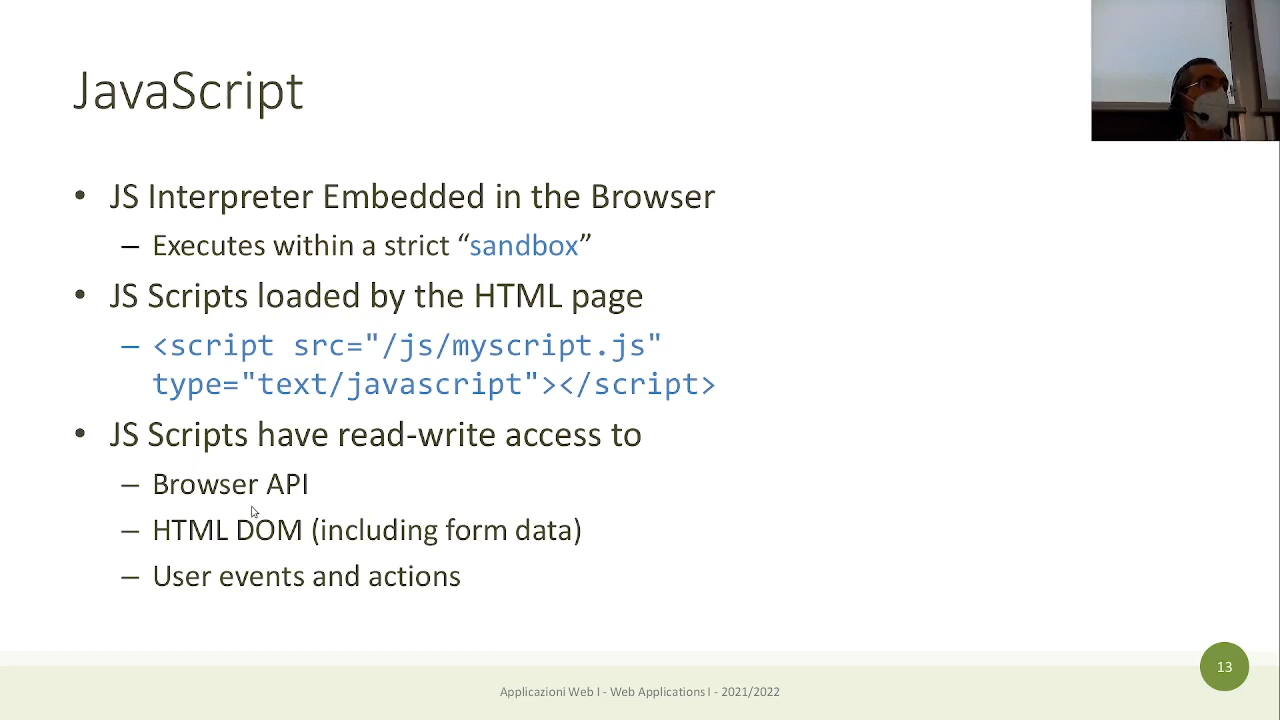 JavaScript
• JS Interpreter Embedded in the Browser
– Executes within a strict “sandbox”
• JS Scripts loaded by the HTML page
– <script src="/js/myscript.js"
type="text/javascript"></script>
• JS Scripts have read-write access to
– Browser API
– HTML DOM (including form data)
– User events and actions
13
Applicazioni Web I - Web Applications I - 2021/2022